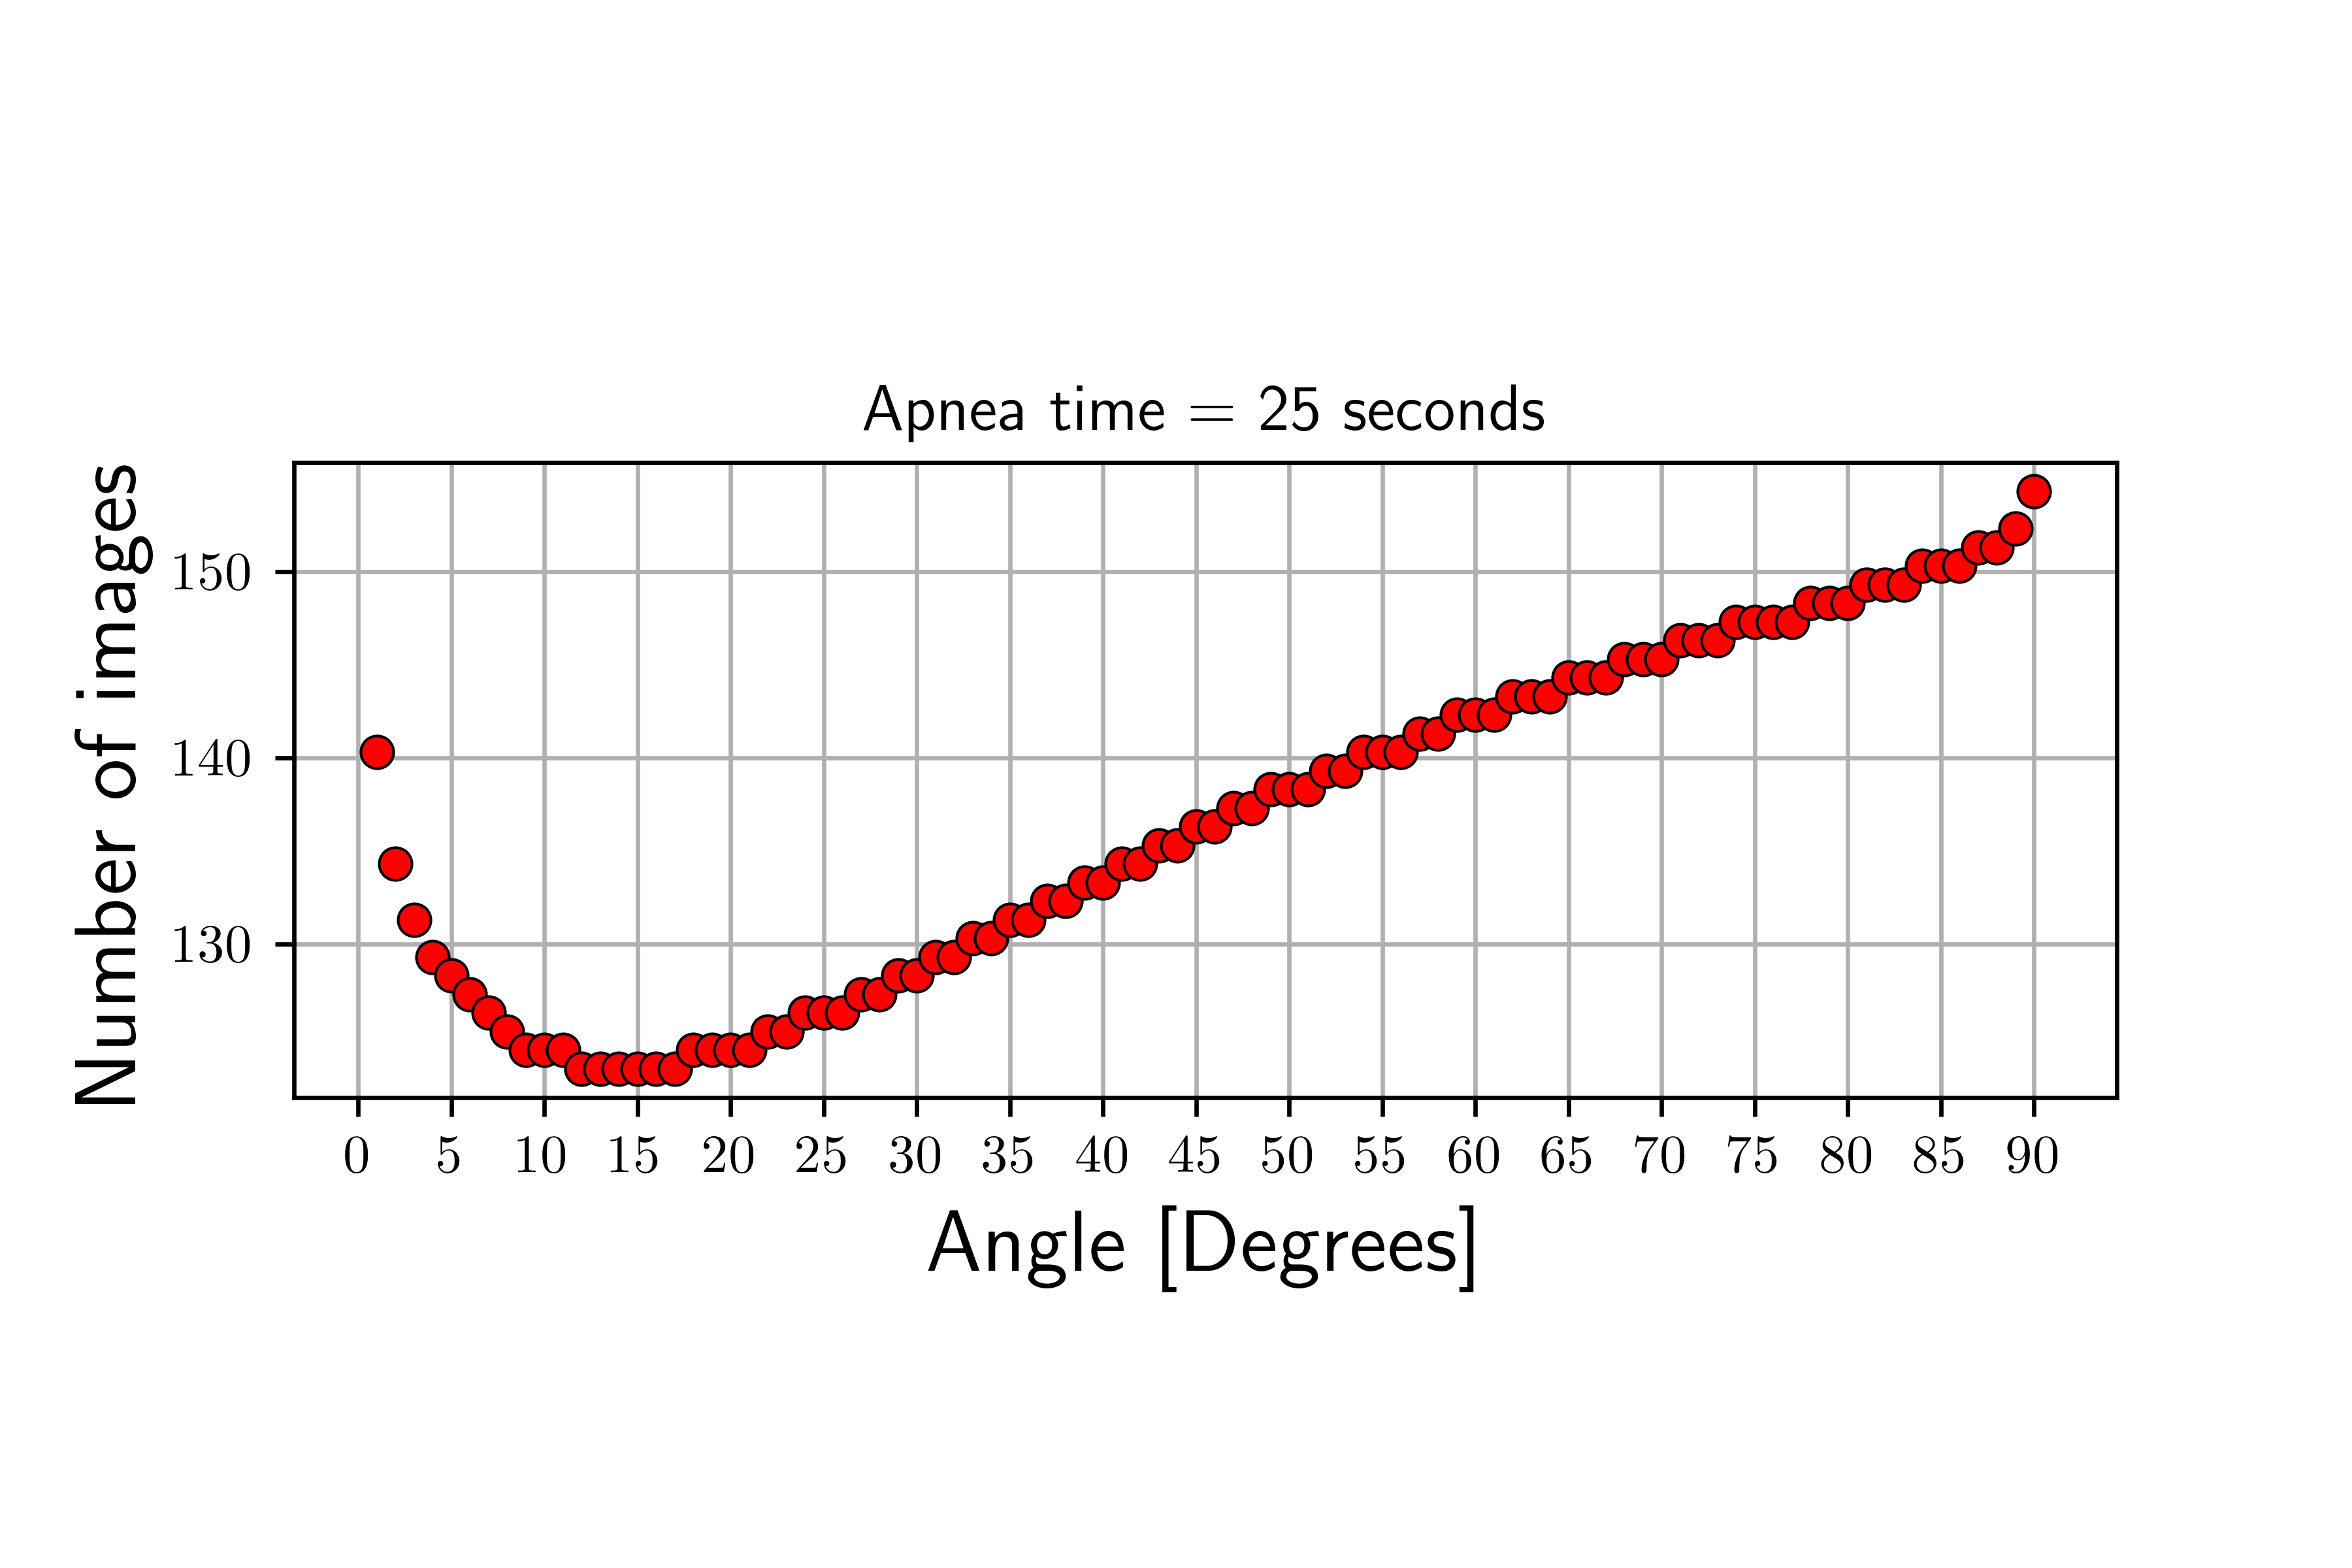 Apnea time = 25 seconds
Number of images
150
140
130
0 5 10 15 20 25 30 35 40 45 50 55 60 65 70 75 80 85 90
Angle [Degrees]